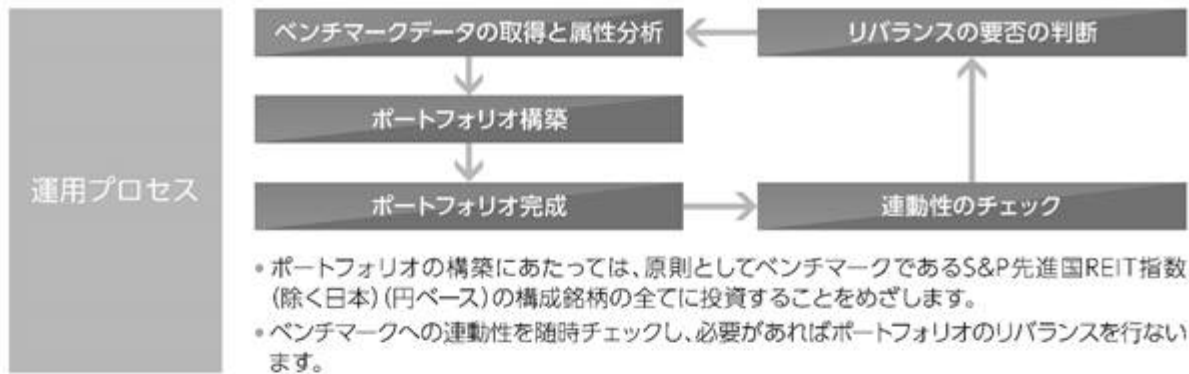 運用プロセス
ベンチマークデータの取得と属性分析
リバランスの要否の判断
ポートフォリオ構築
ポートフォリオ完成
連動性のチェック
•ポートフォリオの構築にあたっては、原則としてベンチマークであるS&P先進国REIT指数
(除く日本)(円ベース)の構成銘柄の全てに投資することをめざします。
•ベンチマークへの連動性を随時チェックし、必要があればポートフォリオのリバランスを行ない
ます。